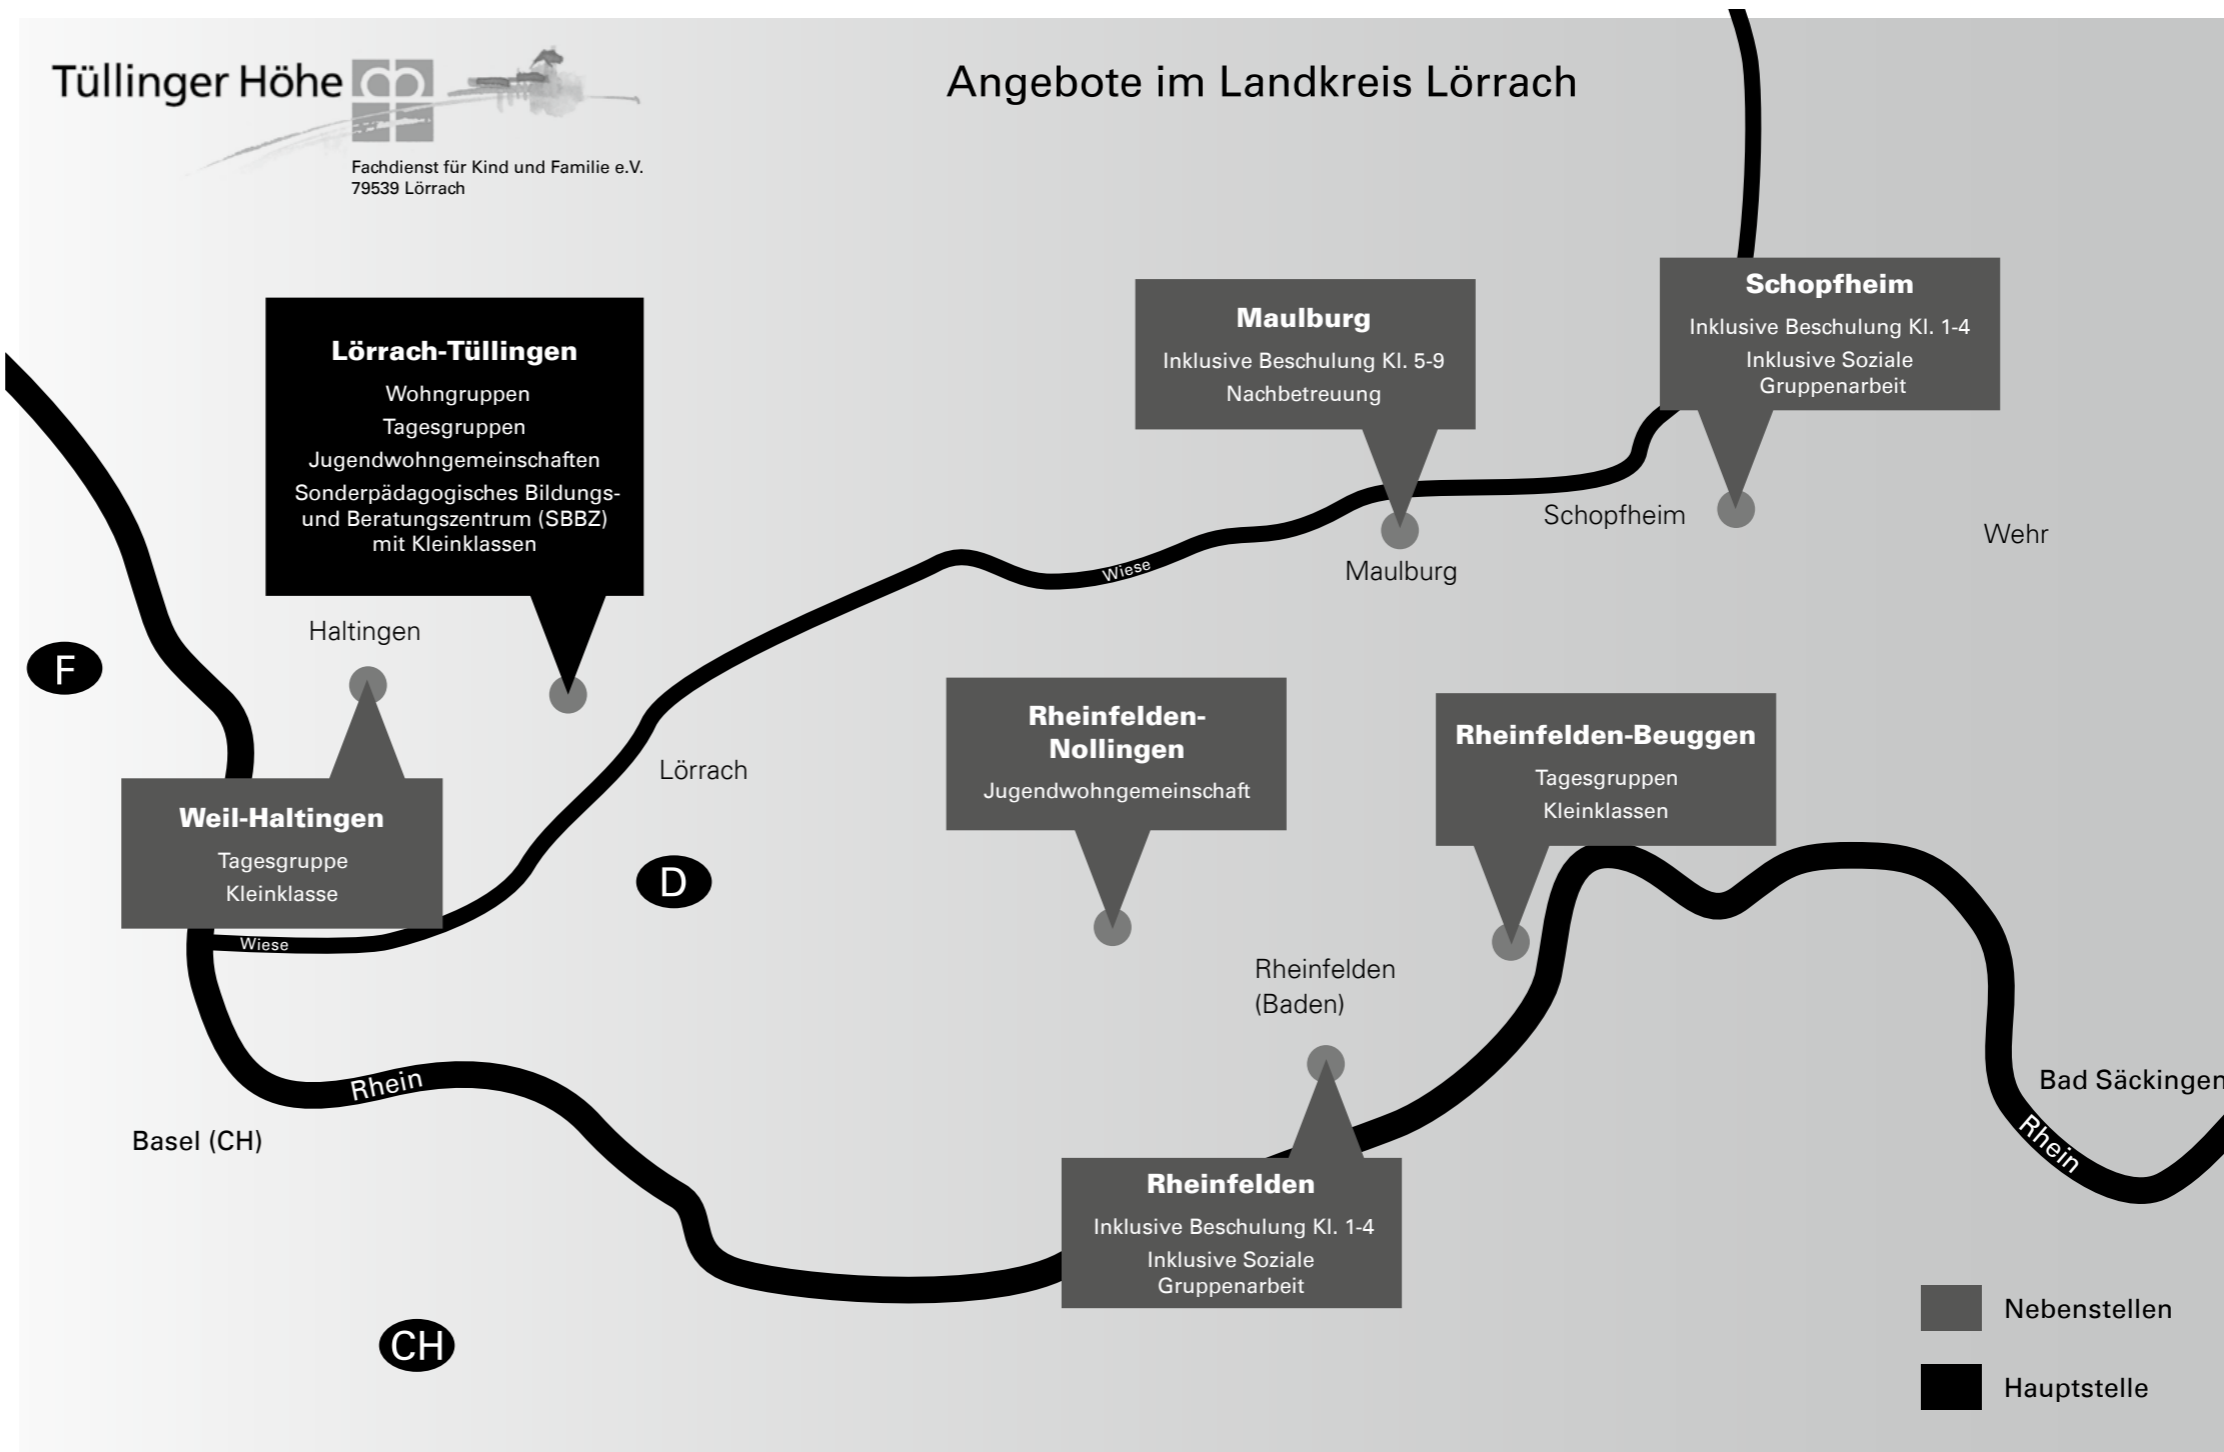 Tüllinger Höhe
Fachdienst für Kind und Familie e.V.
79539 Lörrach
Angebote im Landkreis Lörrach
Schopfheim
Inklusive Beschulung Kl. 1-4
Inklusive Soziale
Gruppenarbeit
Maulburg
Inklusive Beschulung Kl. 5-9
Nachbetreuung
Lörrach-Tüllingen
Wohngruppen
Tagesgruppen
Jugendwohngemeinschaften
Sonderpädagogisches Bildungs-
und Beratungszentrum (SBBZ)
mit Kleinklassen
Schopfheim
Wehr
Wiese
Maulburg
Haltingen
F
Rheinfelden-
Nollingen
Jugendwohngemeinschaft
Rheinfelden-Beuggen
Tagesgruppen
Kleinklassen
Lörrach
Weil-Haltingen
Tagesgruppe
Kleinklasse
D
Wiese
Rheinfelden
(Baden)
Rhein
Bad Säckingen
Rhein
Basel (CH)
Rheinfelden
Inklusive Beschulung Kl. 1-4
Inklusive Soziale
Gruppenarbeit
CH
Nebenstellen
Hauptstelle